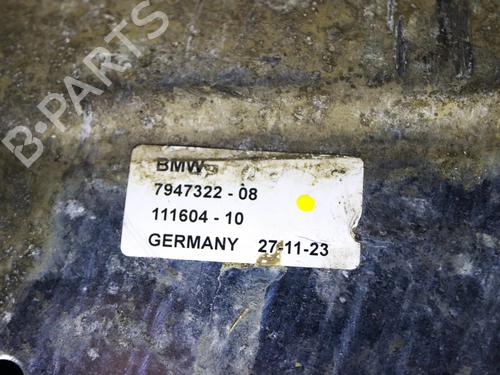 B-PARTS
BMW
7947322 - 08
111604 - 10
GERMANY 27-11-23